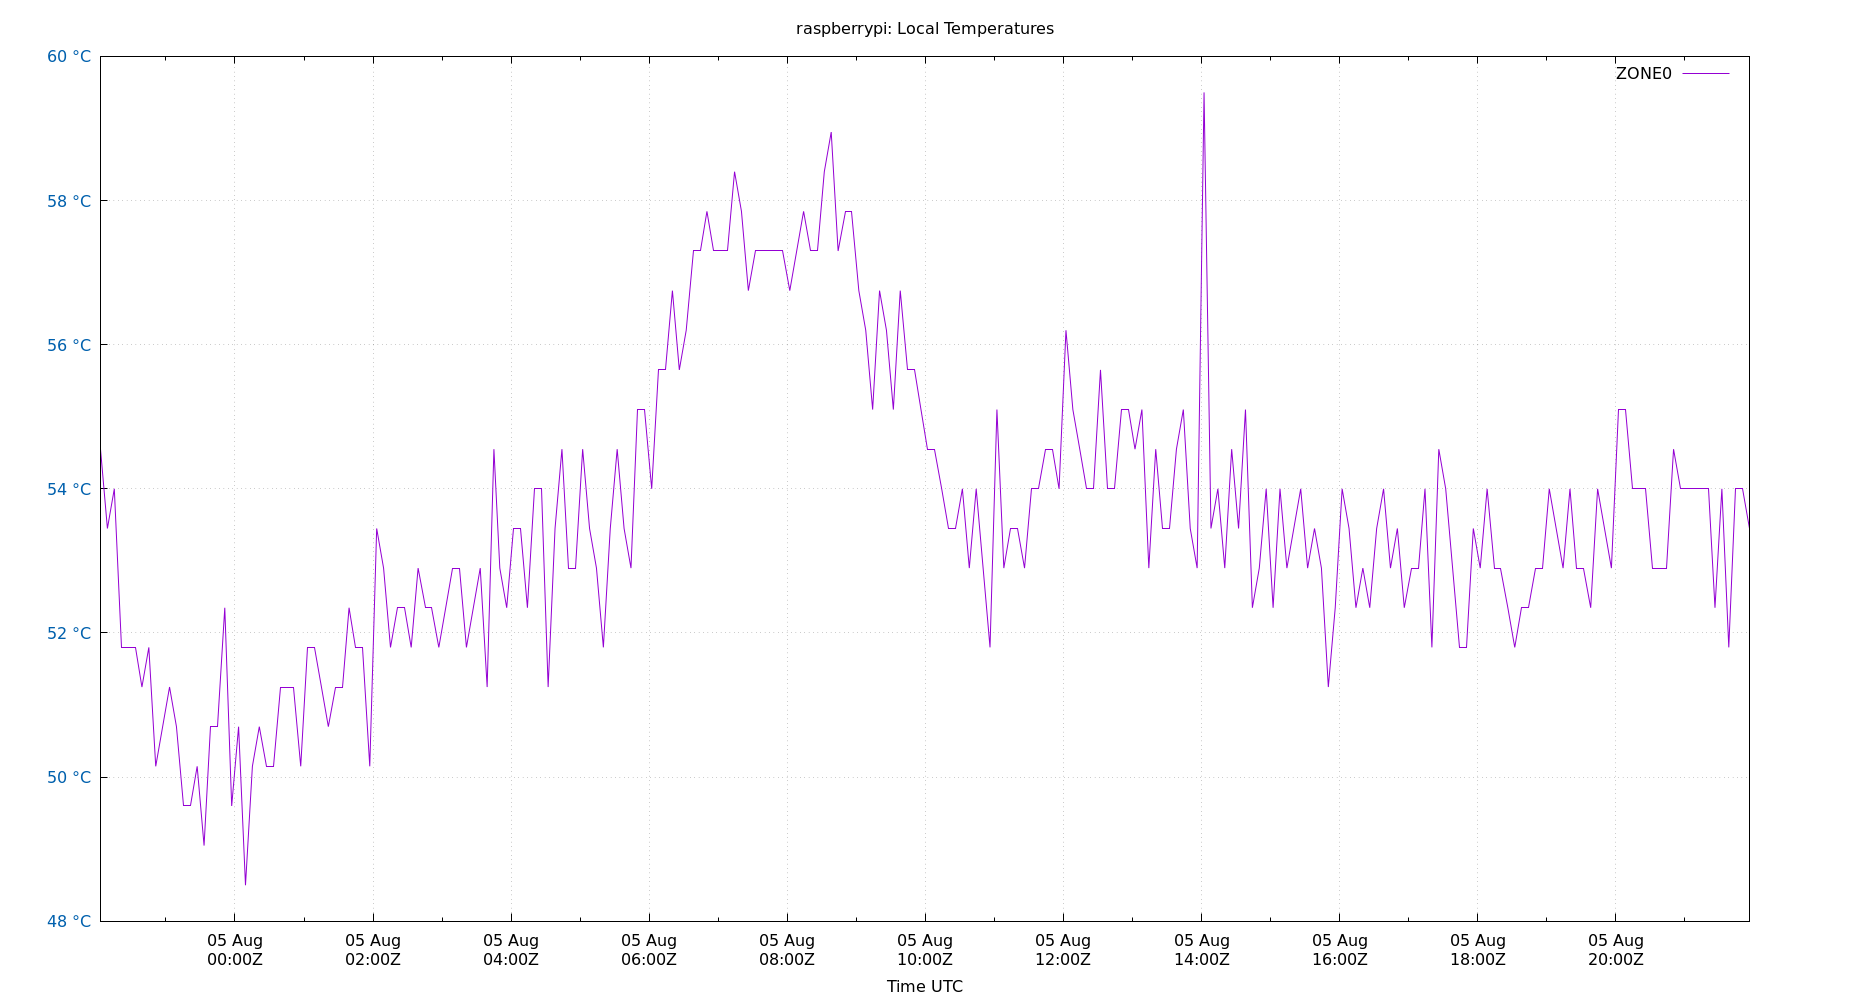 raspberrypi: Local Temperatures
60 °C
ZONE0
58 °C
56 °C
54 °C
52 °C
50 °C
48 °C
05 Aug 05 Aug 05 Aug 05 Aug 05 Aug 05 Aug 05 Aug 05 Aug 05 Aug 05 Aug 05 Aug
00:00Z 02:00Z 04:00Z 06:00Z 08:00Z 10:00Z 12:00Z 14:00Z 16:00Z 18:00Z 20:00Z
Time UTC